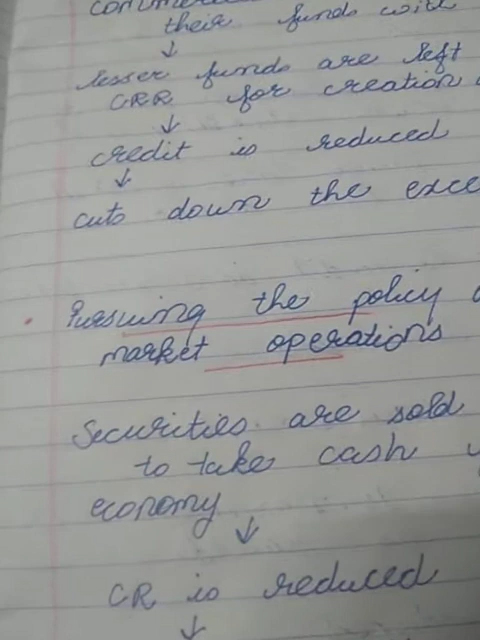 their funds with
↓
lesser funds are left
CRR for creation
↓
credit is reduced
↓
cuts down the
Pursuing the policy
market operations
Securities are sold
to take cash
economy
↓
CR is reduced
↓